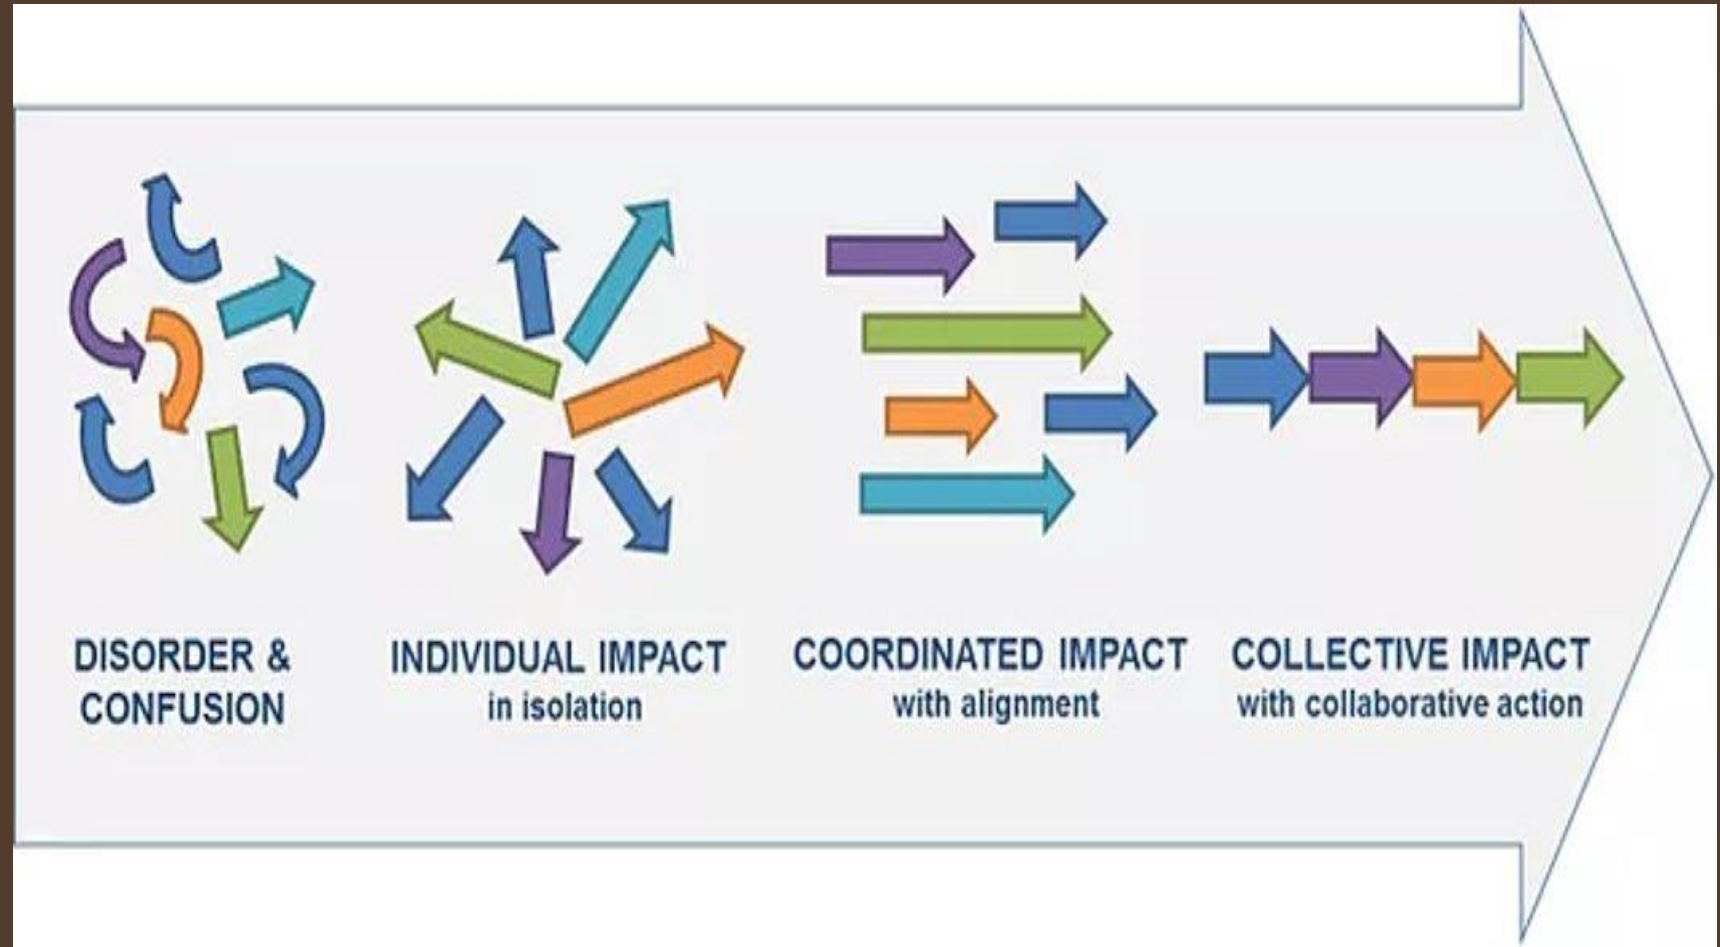 DISORDER &
CONFUSION
INDIVIDUAL IMPACT
in isolation
COORDINATED IMPACT
with alignment
COLLECTIVE IMPACT
with collaborative action